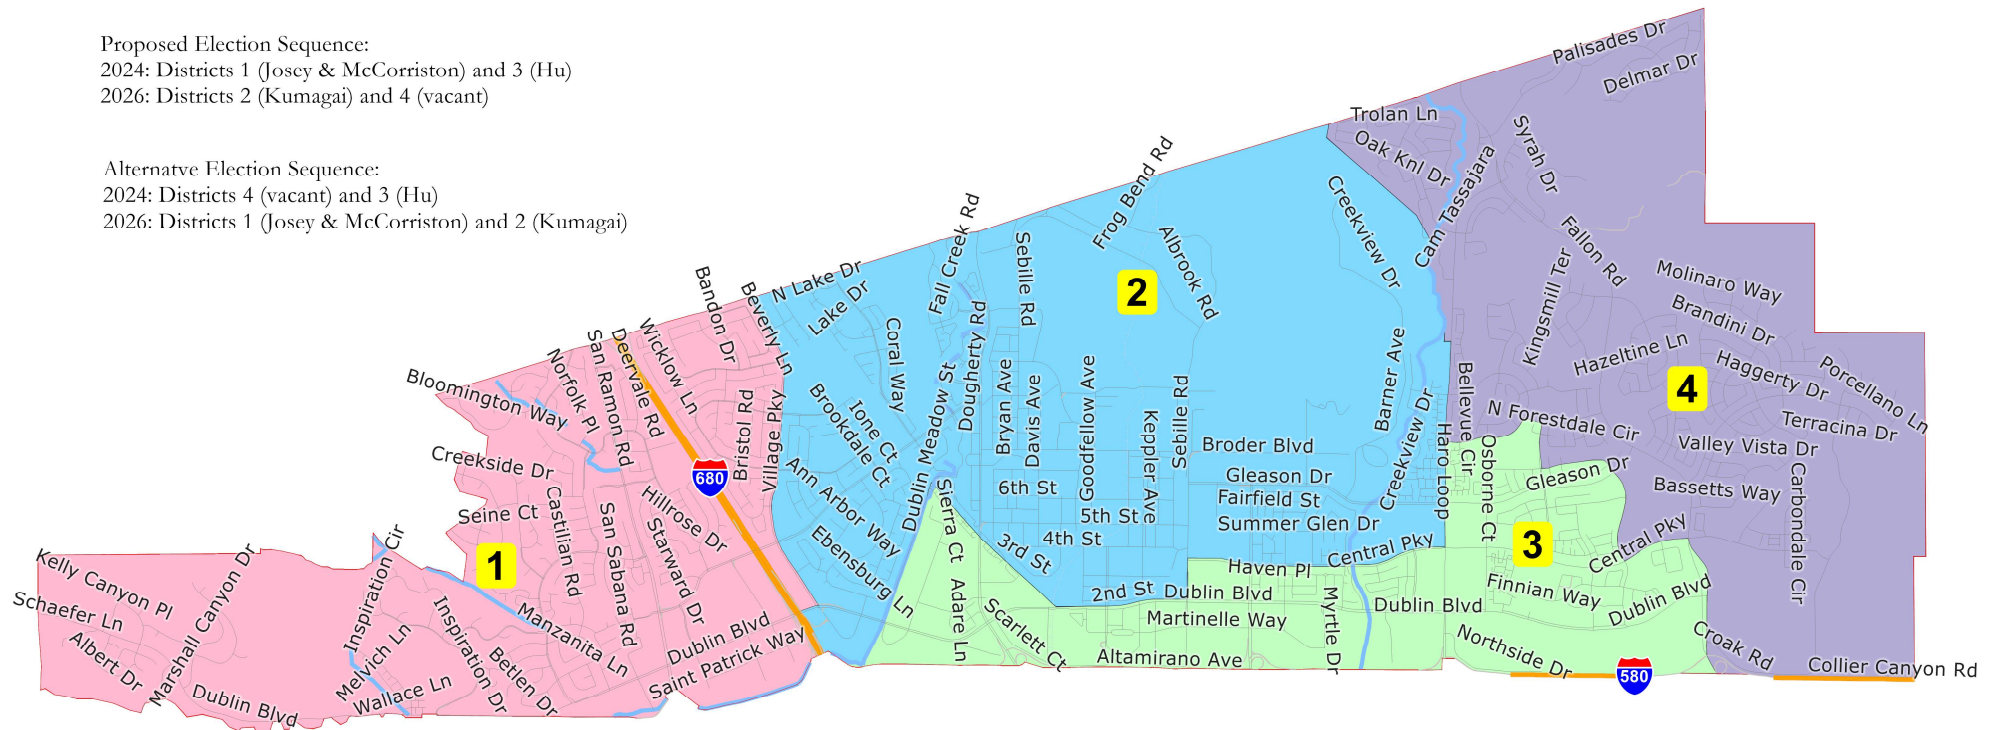 Proposed Election Sequence:
2024: Districts 1 (Josey & McCorriston) and 3 (Hu)
2026: Districts 2 (Kumagai) and 4 (vacant)
Alternatve Election Sequence:
2024: Districts 4 (vacant) and 3 (Hu)
2026: Districts 1 (Josey & McCorriston) and 2 (Kumagai)
Palisades Dr
Delmar Dr
Trolan Ln
Oak Knl Dr
Syrah Dr
Cam Tassajara
Creekview Dr
Frog Bend Rd
Albrook Rd
Fall Creek Rd
Sebille Rd
N Lake Dr
Lake Dr
Fallon Rd
Kingsmill Ter
Molinaro Way
Brandini Dr
Hazeltine Ln
Haggerty Dr
Porcellano Ln
Terracina Dr
Valley Vista Dr
Bassetts Way
Carbondale Cir
N Forestdale Cir
Bellevue Cir
2
4
Bandon Dr
Beverly Ln
Wicklow Ln
Deervale Rd
San Ramon Rd
Norfolk Pl
Bloomington Way
Bristol Rd
Village Pky
Coral Way
Ione Ct
Brookdale Ct
Dougherty Rd
Dublin Meadow St
Bryan Ave
Davis Ave
Goodfellow Ave
Keppler Ave
Sebille Rd
Barner Ave
Creekview Dr
Haro Loop
Osborne Ct
Broder Blvd
Gleason Dr
Fairfield St
Summer Glen Dr
Central Pky
6th St
5th St
4th St
3rd St
2nd St
Haven Pl
Dublin Blvd
Martinelle Way
Altamirano Ave
Myrtle Dr
Dublin Blvd
Gleason Dr
3
Central Pky
Finnian Way
Dublin Blvd
Northside Dr
580
Croak Rd
Collier Canyon Rd
680
Creekside Dr
Seine Ct
Castilian Rd
1
San Sabana Rd
Hillrose Dr
Starward Dr
Ann Arbor Way
Ebensburg Ln
Sierra Ct
Adare Ln
Scarlett Ct
Kelly Canyon Pl
Schaefer Ln
Albert Dr
Marshall Canyon Dr
Dublin Blvd
Inspiration Cir
Melvich Ln
Wallace Ln
Inspiration Dr
Betlen Dr
Manzanita Ln
Dublin Blvd
Saint Patrick Way